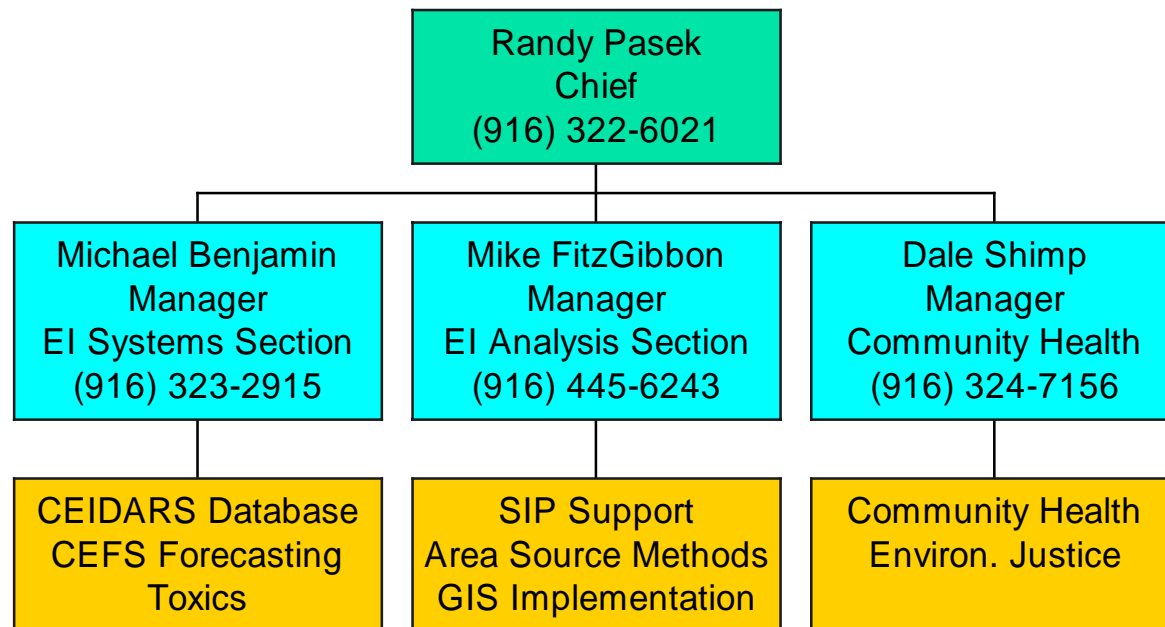 Randy Pasek
Chief
(916) 322-6021
Michael Benjamin
Manager
EI Systems Section
(916) 323-2915
Mike FitzGibbon
Manager
EI Analysis Section
(916) 445-6243
Dale Shimp
Manager
Community Health
(916) 324-7156
CEIDARS Database
CEFS Forecasting
Toxics
SIP Support
Area Source Methods
GIS Implementation
Community Health
Environ. Justice